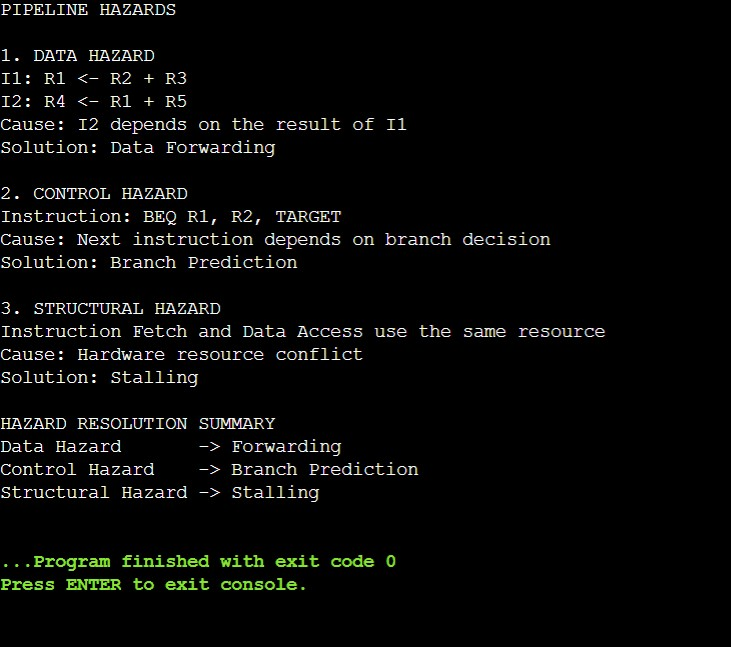 PIPELINE HAZARDS
1. DATA HAZARD
I1: R1 <- R2 + R3
I2: R4 <- R1 + R5
Cause: I2 depends on the result of I1
Solution: Data Forwarding
2. CONTROL HAZARD
Instruction: BEQ R1, R2, TARGET
Cause: Next instruction depends on branch decision
Solution: Branch Prediction
3. STRUCTURAL HAZARD
Instruction Fetch and Data Access use the same resource
Cause: Hardware resource conflict
Solution: Stalling
HAZARD RESOLUTION SUMMARY
Data Hazard       -> Forwarding
Control Hazard    -> Branch Prediction
Structural Hazard -> Stalling
...Program finished with exit code 0
Press ENTER to exit console.